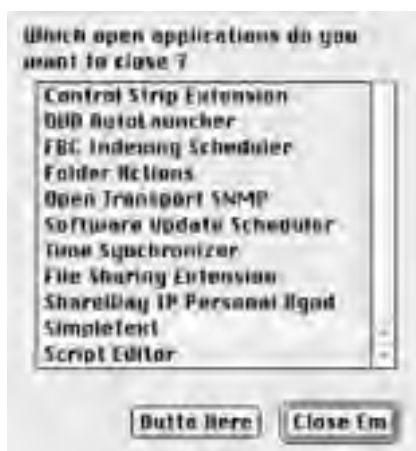 Which open applications do you
want to close ?
Control Strip Extension
DVD AutoLauncher
FBC Indexing Scheduler
Folder Actions
Open Transport SNMP
Software Update Scheduler
Time Synchronizer
File Sharing Extension
ShareWay IP Personal Bgnd
SimpleText
Script Editor
Outta Here
Close Em